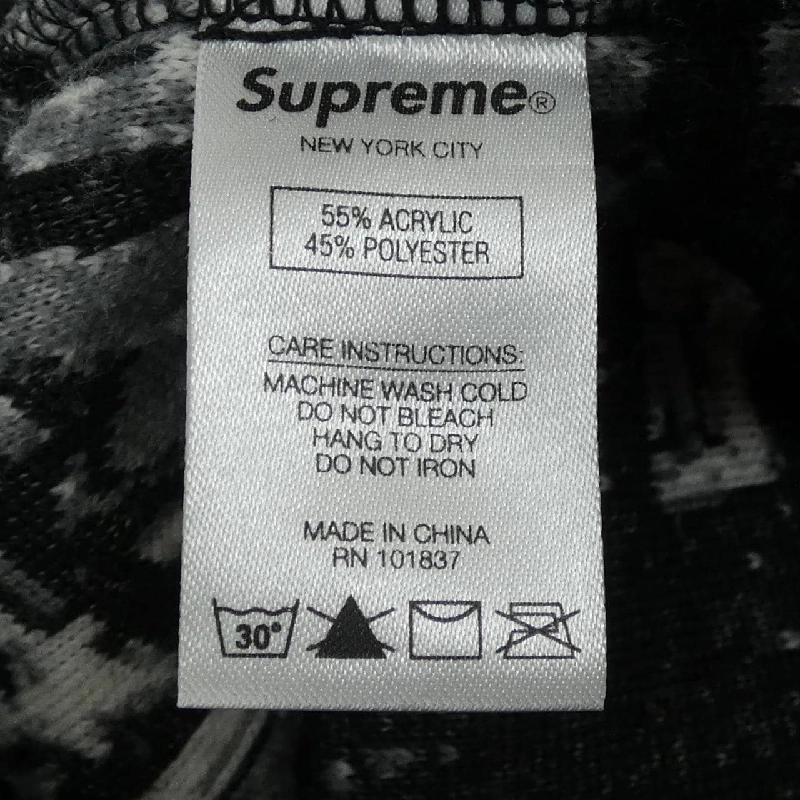 Supreme®
NEW YORK CITY
55% ACRYLIC
45% POLYESTER
CARE INSTRUCTIONS:
MACHINE WASH COLD
DO NOT BLEACH
HANG TO DRY
DO NOT IRON
MADE IN CHINA
RN 101837
30°